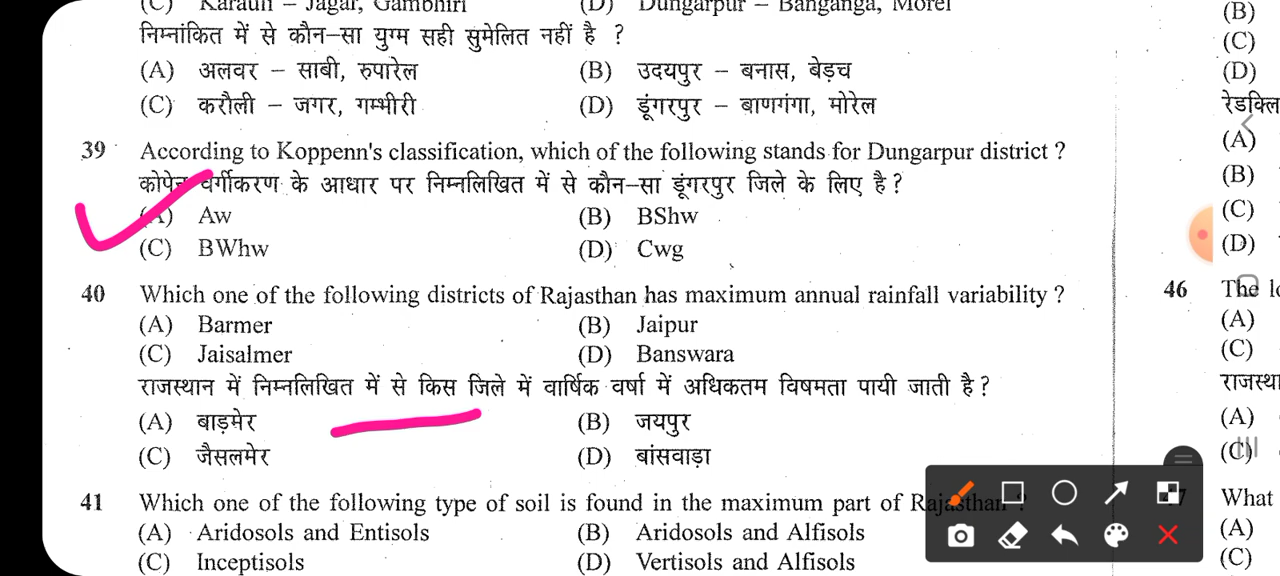 (C) Karauli – Jagar, Gambhiri (D) Dungarpur – Banganga, Morel
निम्नांकित में से कौन-सा युग्म सही सुमेलित नहीं है ?
(A) अलवर – साबी, रुपारेल (B) उदयपुर – बनास, बेड़च
(C) करौली – जगर, गम्भीरी (D) डूंगरपुर – बाणगंगा, मोरेल
39 According to Koppenn's classification, which of the following stands for Dungarpur district ?
कोपेन वर्गीकरण के आधार पर निम्नलिखित में से कौन-सा डूंगरपुर जिले के लिए है ?
(A) Aw (B) BShw
(C) BWhw (D) Cwg
40 Which one of the following districts of Rajasthan has maximum annual rainfall variability ?
(A) Barmer (B) Jaipur
(C) Jaisalmer (D) Banswara
राजस्थान में निम्नलिखित में से किस जिले में वार्षिक वर्षा में अधिकतम विषमता पायी जाती है ?
(A) बाड़मेर (B) जयपुर
(C) जैसलमेर (D) बांसवाड़ा
41 Which one of the following type of soil is found in the maximum part of Rajasthan ?
(A) Aridosols and Entisols (B) Aridosols and Alfisols
(C) Inceptisols (D) Vertisols and Alfisols
(B)
(C)
(D)
(A)
(B)
(C)
(D)
46 The
(A)
(C)
(A)
(C)
What
(A)
(C)